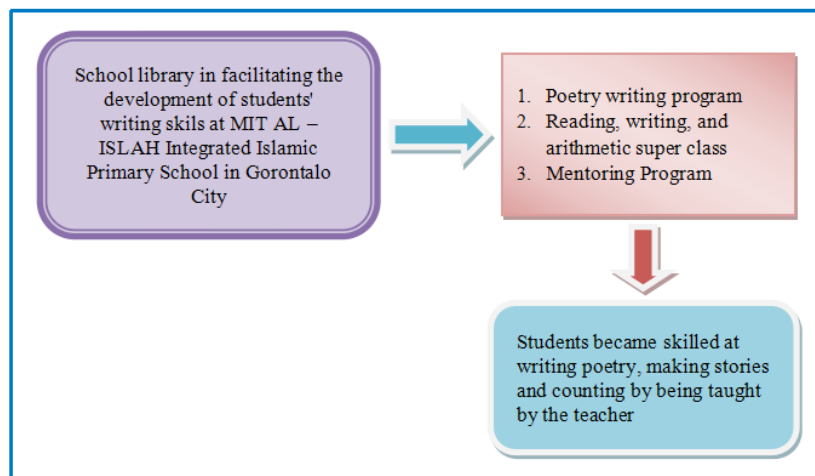 School library in facilitating the
development of students'
writing skils at MIT AL –
ISLAH Integrated Islamic
Primary School in Gorontalo
City
1. Poetry writing program
2. Reading, writing, and
arithmetic super class
3. Mentoring Program
Students became skilled at
writing poetry, making stories
and counting by being taught
by the teacher